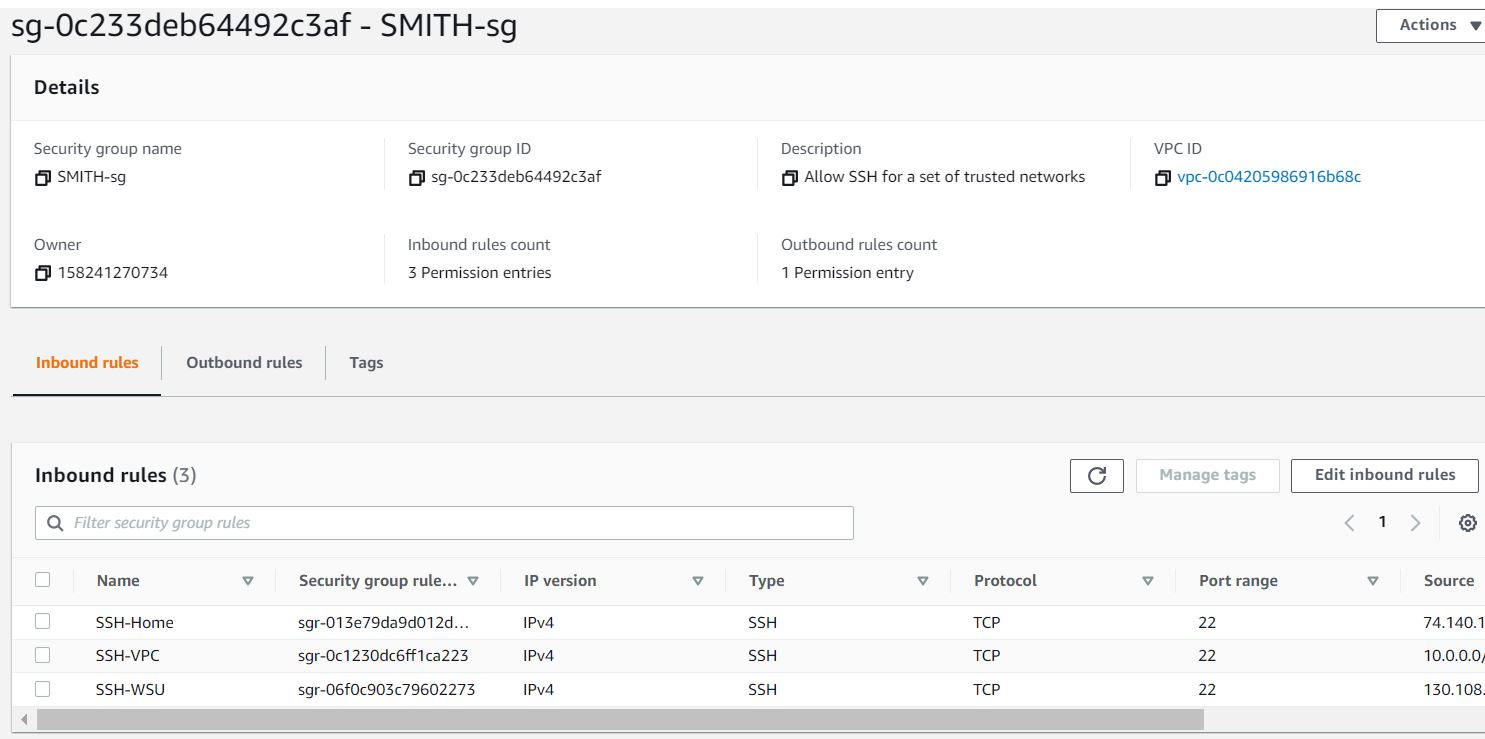 sg-0c233deb64492c3af - SMITH-sg
Actions
Details
Security group name
SMITH-sg
Security group ID
sg-0c233deb64492c3af
Description
Allow SSH for a set of trusted networks
VPC ID
vpc-0c04205986916b68c
Owner
158241270734
Inbound rules count
3 Permission entries
Outbound rules count
1 Permission entry
Inbound rules Outbound rules Tags
Inbound rules (3)
Manage tags
Edit inbound rules
Filter security group rules
1
Name Security group rule... IP version Type Protocol Port range Source
SSH-Home sgr-013e79da9d012d... IPv4 SSH TCP 22 74.140.1
SSH-VPC sgr-0c1230dc6ff1ca223 IPv4 SSH TCP 22 10.0.0.0/
SSH-WSU sgr-06f0c903c79602273 IPv4 SSH TCP 22 130.108.